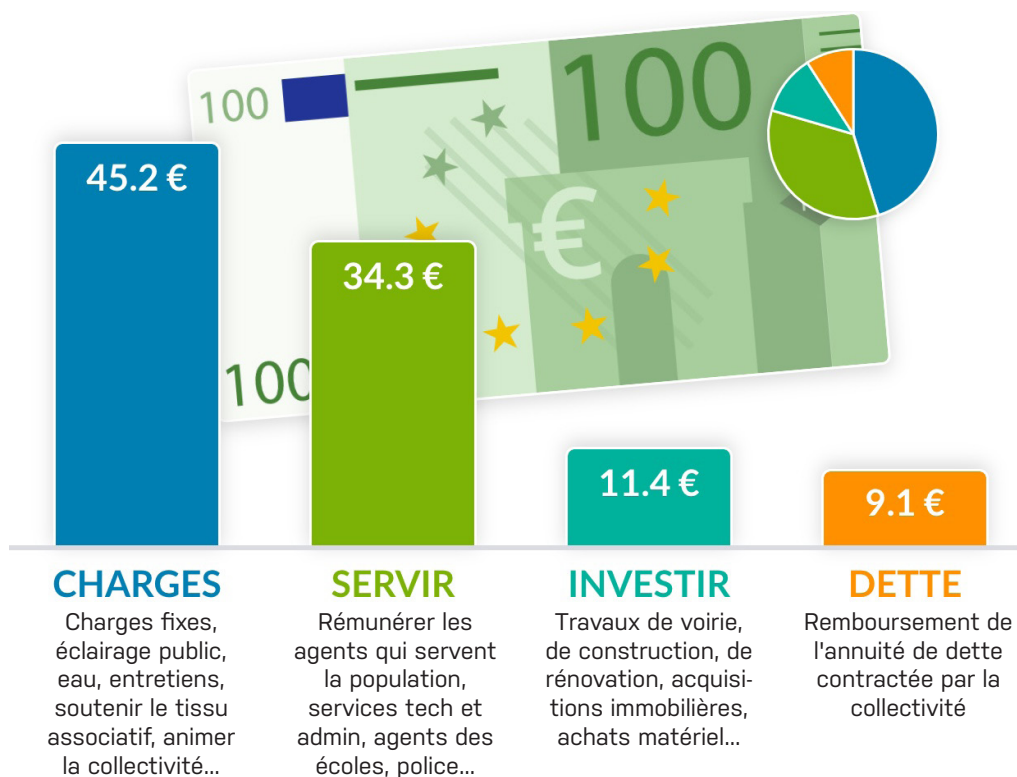 100
100
€
100
45.2 €
34.3 €
11.4 €
9.1 €
CHARGES
Charges fixes,
éclairage public,
eau, entretiens,
soutenir le tissu
associatif, animer
la collectivité...
SERVIR
Rémunérer les
agents qui servent
la population,
services tech et
admin, agents des
écoles, police...
INVESTIR
Travaux de voirie,
de construction, de
rénovation, acquisi-
tions immobilières,
achats matériel...
DETTE
Remboursement de
l'annuité de dette
contractée par la
collectivité